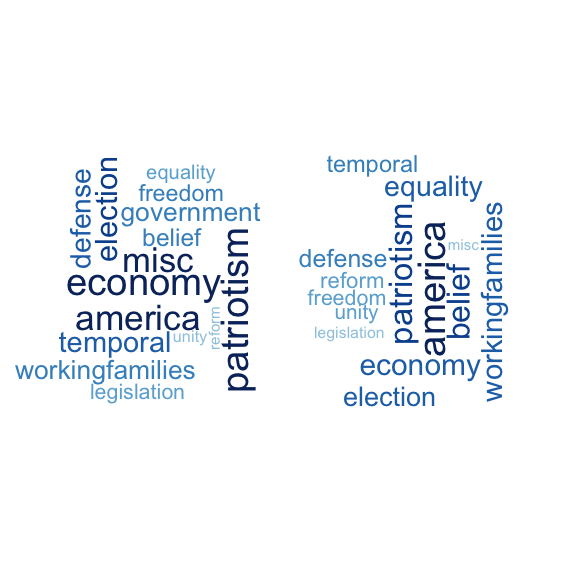 equality
freedom
government
belief
defense
election
misc
economy
patriotism
america
temporal
unity
reform
workingfamilies
legislation
temporal
equality
patriotism
america
misc
defense
reform
freedom
unity
legislation
belief
workingfamilies
economy
election